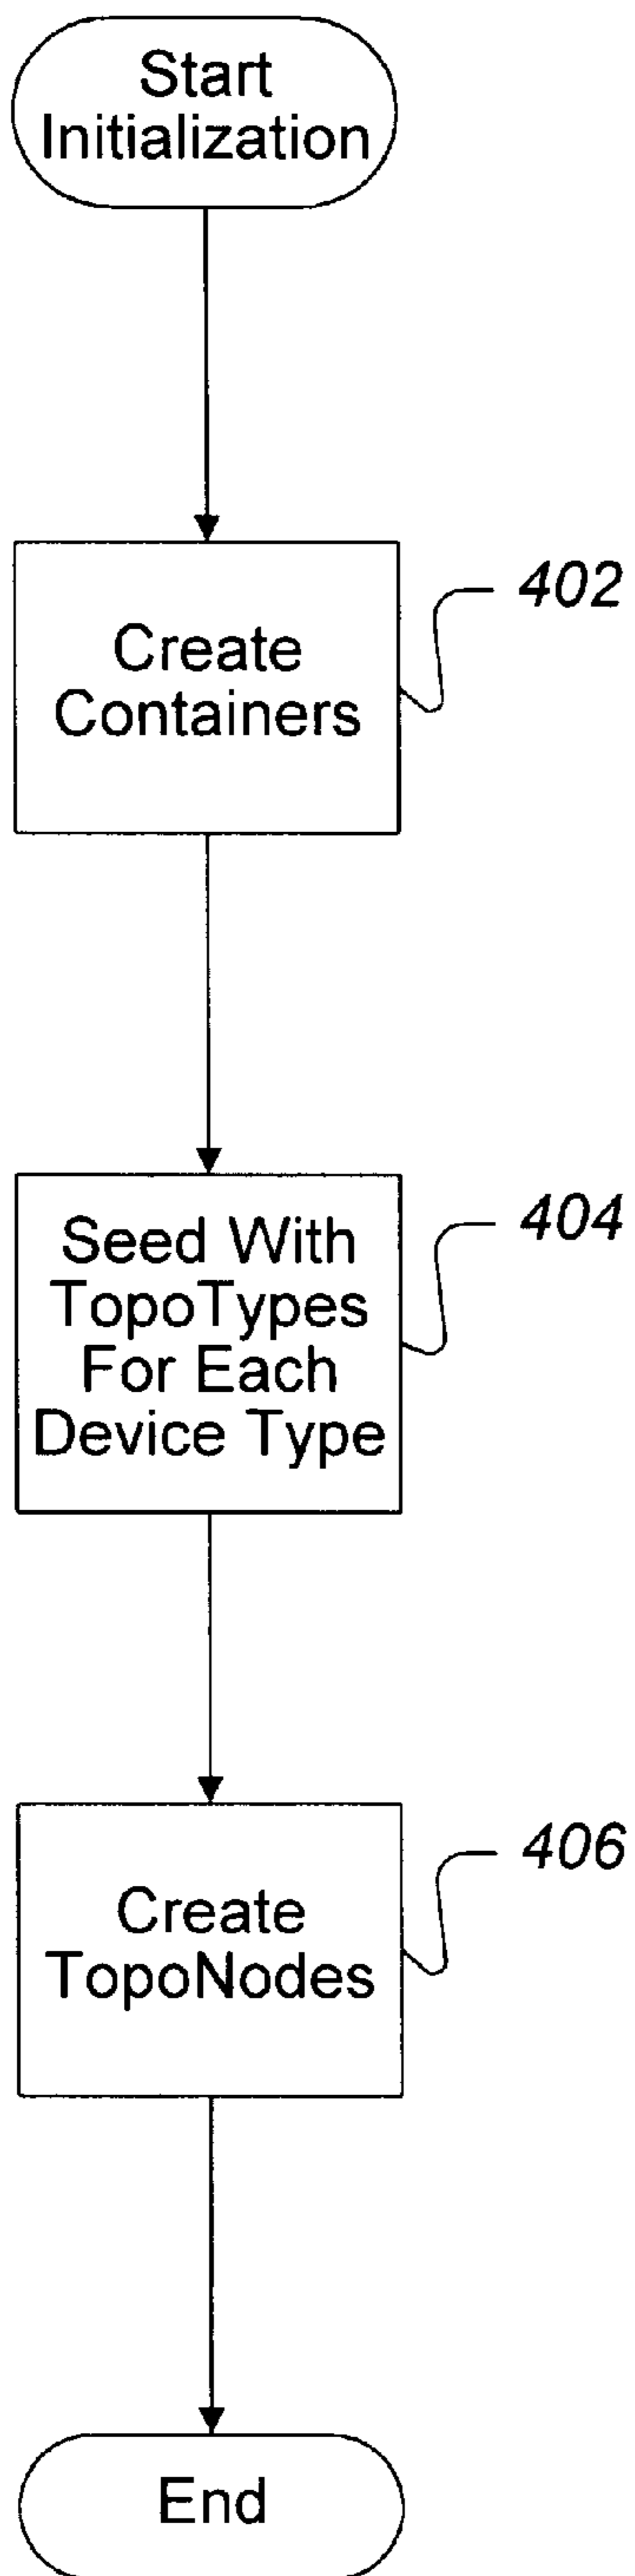 Start
Initialization
Create
Containers
402
Seed With
TopoTypes
For Each
Device Type
404
Create
TopoNodes
406
End